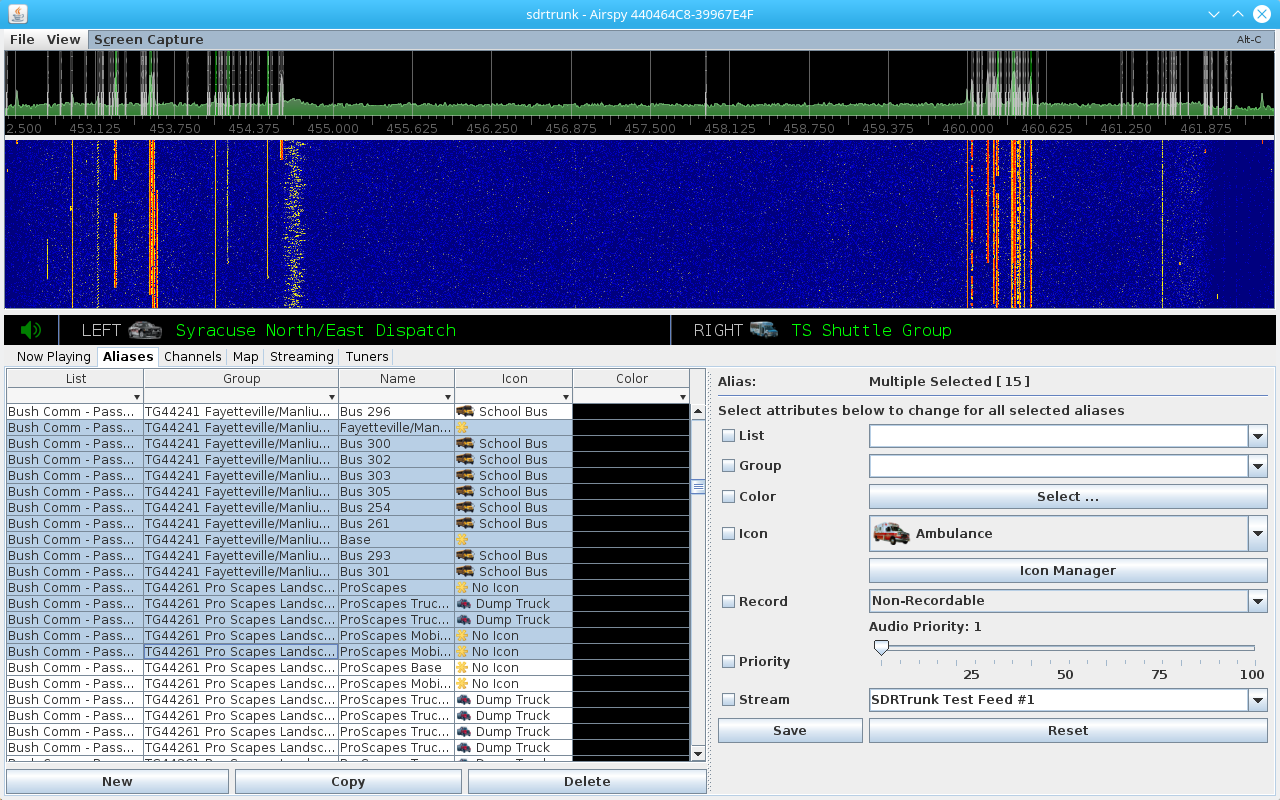 sdrtrunk - Airspy 440464C8-39967E4F
File View Screen Capture Alt-C
2.500 453.125 453.750 454.375 455.000 455.625 456.250 456.875 457.500 458.125 458.750 459.375 460.000 460.625 461.250 461.875
LEFT Syracuse North/East Dispatch RIGHT TS Shuttle Group
Now Playing Aliases Channels Map Streaming Tuners
List Group Name Icon Color
Bush Comm - Pass... TG44241 Fayetteville/Manliu... Bus 296 School Bus
Bush Comm - Pass... TG44241 Fayetteville/Manliu... Fayetteville/Man...
Bush Comm - Pass... TG44241 Fayetteville/Manliu... Bus 300 School Bus
Bush Comm - Pass... TG44241 Fayetteville/Manliu... Bus 302 School Bus
Bush Comm - Pass... TG44241 Fayetteville/Manliu... Bus 303 School Bus
Bush Comm - Pass... TG44241 Fayetteville/Manliu... Bus 305 School Bus
Bush Comm - Pass... TG44241 Fayetteville/Manliu... Bus 254 School Bus
Bush Comm - Pass... TG44241 Fayetteville/Manliu... Bus 261 School Bus
Bush Comm - Pass... TG44241 Fayetteville/Manliu... Base
Bush Comm - Pass... TG44241 Fayetteville/Manliu... Bus 293 School Bus
Bush Comm - Pass... TG44241 Fayetteville/Manliu... Bus 301 School Bus
Bush Comm - Pass... TG44261 Pro Scapes Landsc... ProScapes No Icon
Bush Comm - Pass... TG44261 Pro Scapes Landsc... ProScapes Truc... Dump Truck
Bush Comm - Pass... TG44261 Pro Scapes Landsc... ProScapes Truc... Dump Truck
Bush Comm - Pass... TG44261 Pro Scapes Landsc... ProScapes Mobi... No Icon
Bush Comm - Pass... TG44261 Pro Scapes Landsc... ProScapes Mobi... No Icon
Bush Comm - Pass... TG44261 Pro Scapes Landsc... ProScapes Base No Icon
Bush Comm - Pass... TG44261 Pro Scapes Landsc... ProScapes Mobi... No Icon
Bush Comm - Pass... TG44261 Pro Scapes Landsc... ProScapes Truc... Dump Truck
Bush Comm - Pass... TG44261 Pro Scapes Landsc... ProScapes Truc... Dump Truck
Bush Comm - Pass... TG44261 Pro Scapes Landsc... ProScapes Truc... Dump Truck
Bush Comm - Pass... TG44261 Pro Scapes Landsc... ProScapes Truc... Dump Truck
New Copy Delete
Alias: Multiple Selected [ 15 ]
Select attributes below to change for all selected aliases
List
Group
Color Select ...
Icon Ambulance
Icon Manager
Record Non-Recordable
Audio Priority: 1
Priority
25 50 75 100
Stream SDRTrunk Test Feed #1
Save Reset